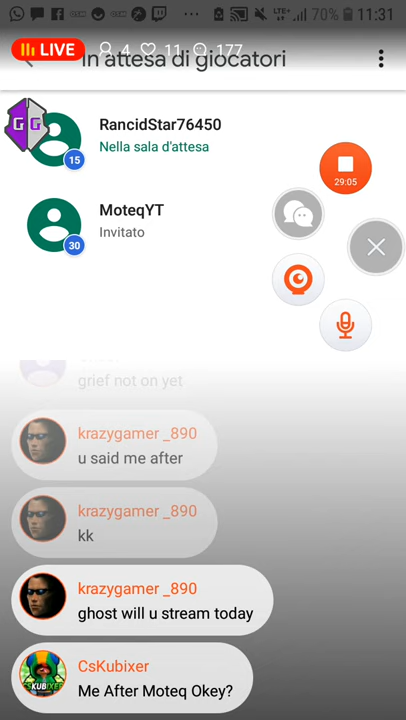 LTE+ 70% 11:31
LIVE 4 11 177
In attesa di giocatori
GG
RancidStar76450
Nella sala d'attesa
15
29:05
MoteqYT
Invitato
30
grief not on yet
krazygamer _890
u said me after
krazygamer _890
kk
krazygamer _890
ghost will u stream today
CsKubixer
Me After Moteq Okey?